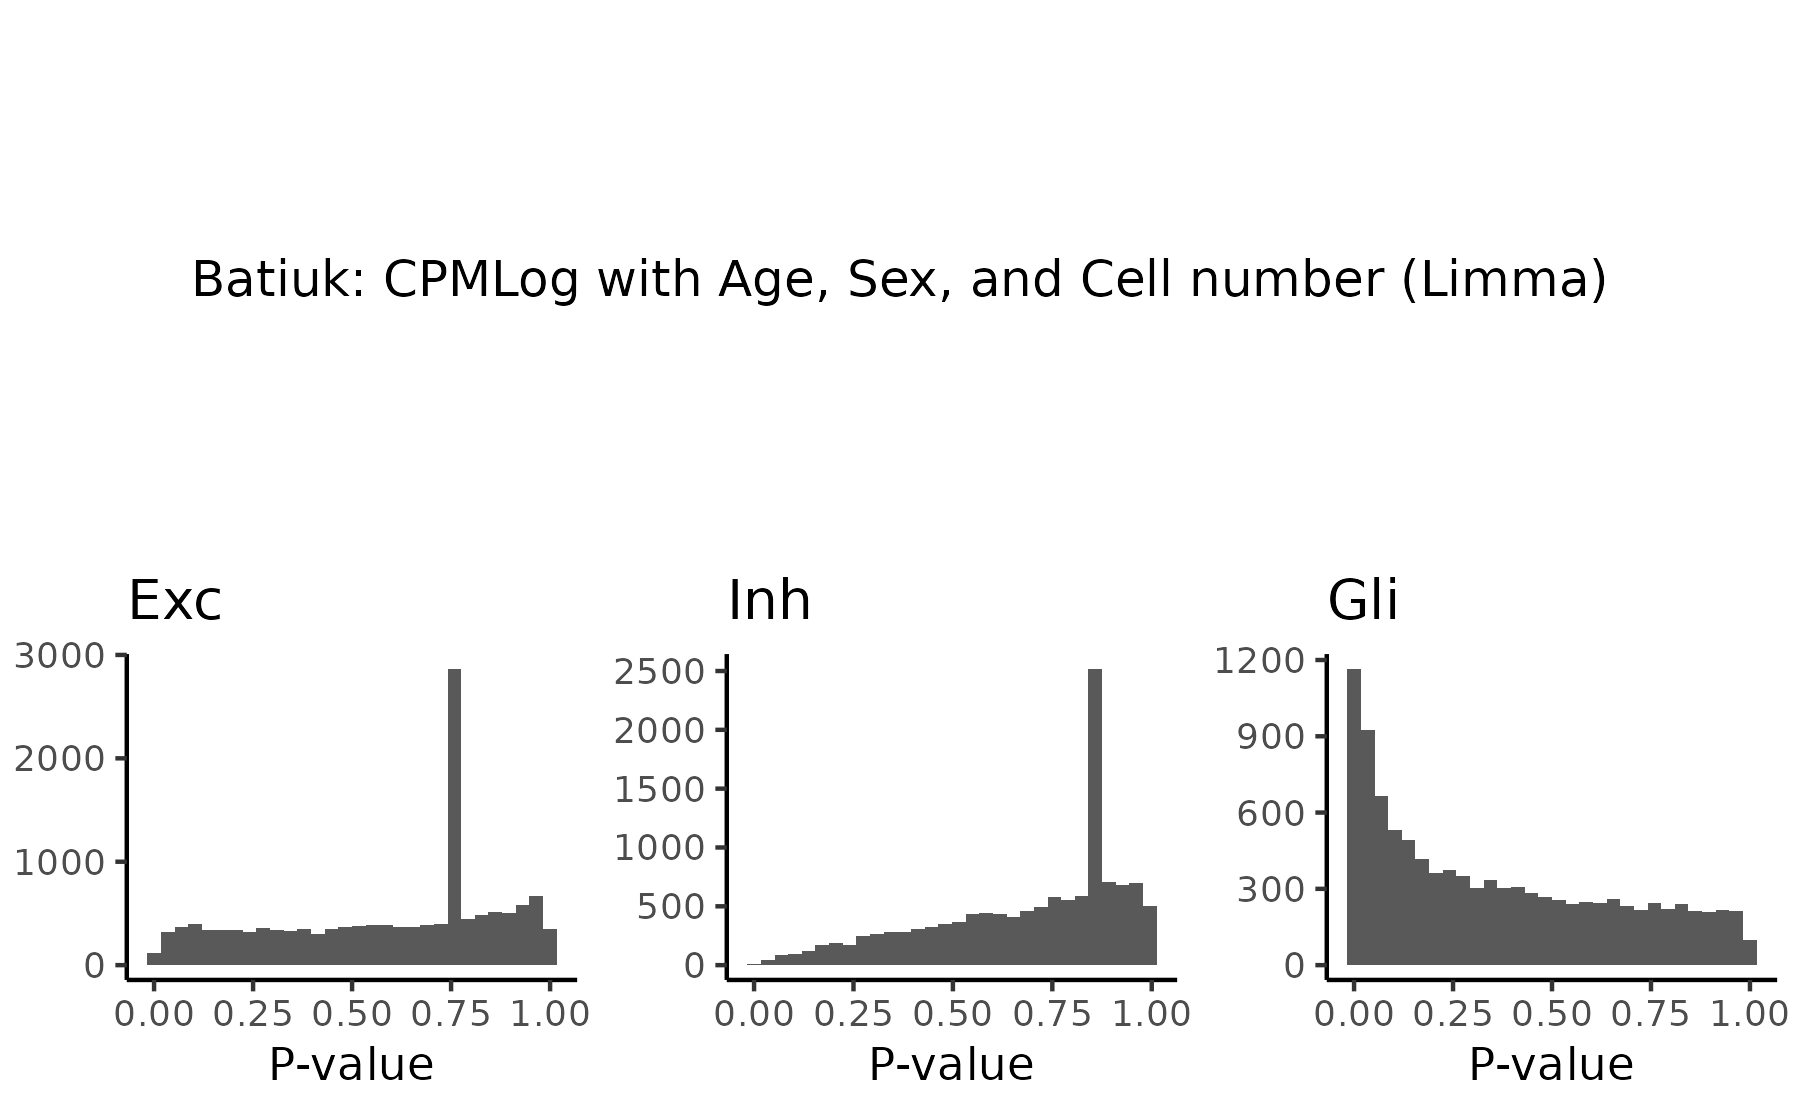 Batiuk: CPMLog with Age, Sex, and Cell number (Limma)
Exc
3000
2000
1000
0
0.00 0.25 0.50 0.75 1.00
P-value
Inh
2500
2000
1500
1000
500
0
0.00 0.25 0.50 0.75 1.00
P-value
Gli
1200
900
600
300
0
0.00 0.25 0.50 0.75 1.00
P-value